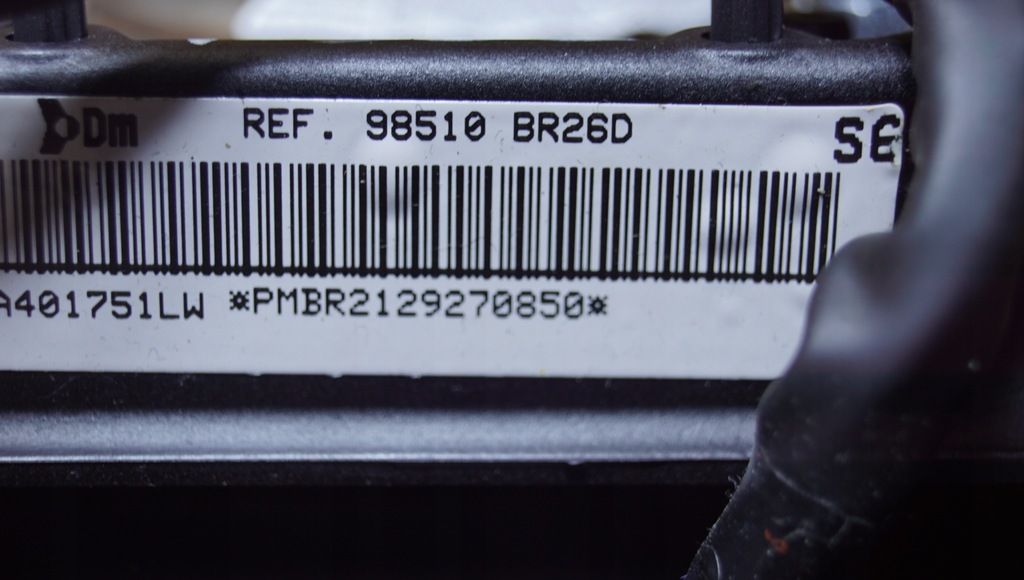 Dm REF. 98510 BR26D SE
A401751LW *PMBR2129270850*